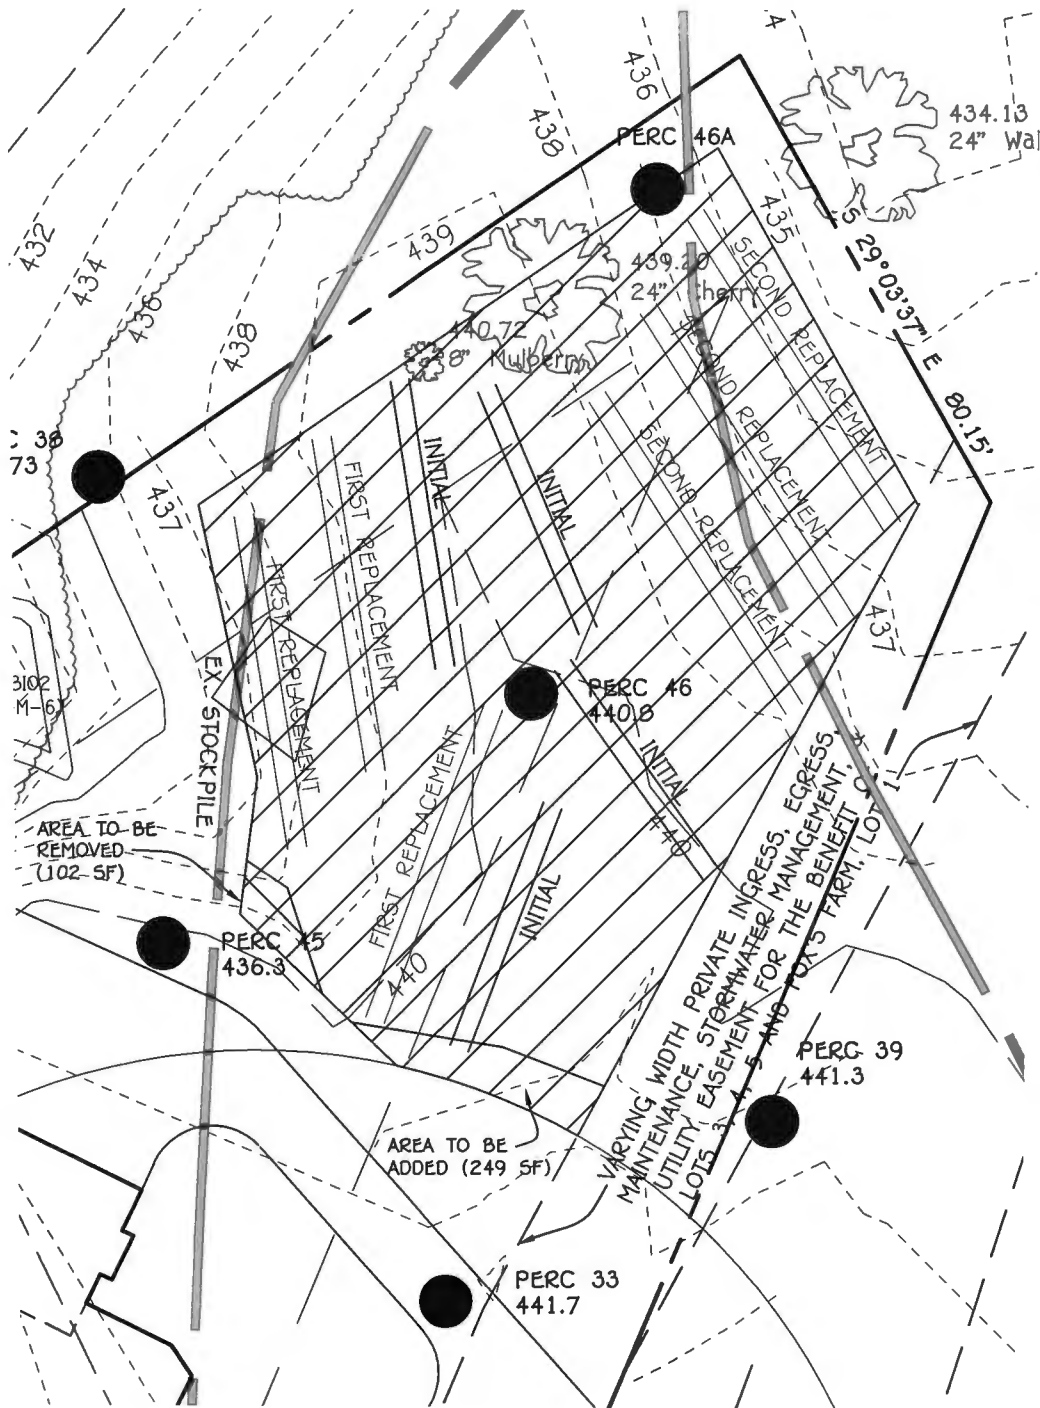 436
438
4
434.13
24"
PERC 46A
432
434
436
438
439
435
S 29°03'37" E 80.15'
439.20
24" Cherry
440.72
8" Mulberry
SECOND REPLACEMENT
SECOND REPLACEMENT
SECOND REPLACEMENT
38
73
437
INITIAL
INITIAL
FIRST REPLACEMENT
FIRST REPLACEMENT
437
EX. STOCKPILE
3102
M-6
PERC 46
440.8
INITIAL
440
FIRST REPLACEMENT
INITIAL
440
AREA TO BE
REMOVED
(102 SF)
PERC 45
436.3
VARYING WIDTH PRIVATE INGRESS, EGRESS,
MAINTENANCE, STORMWATER MANAGEMENT,
UTILITY EASEMENT FOR THE BENEFIT
LOTS 3, 4, 5 AND FOX'S FARM, LOT 1
PERC 39
441.3
AREA TO BE
ADDED (249 SF)
PERC 33
441.7